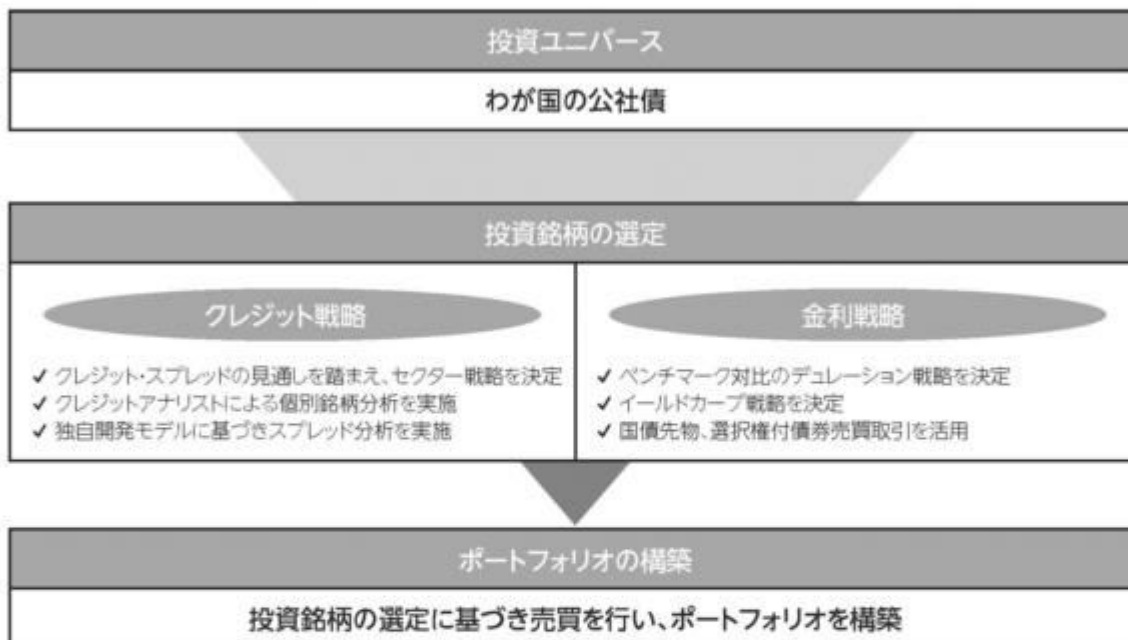 投資ユニバース
わが国の公社債
投資銘柄の選定
クレジット戦略
✓ クレジット・スプレッドの見通しを踏まえ、セクター戦略を決定
✓ クレジットアナリストによる個別銘柄分析を実施
✓ 独自開発モデルに基づきスプレッド分析を実施
金利戦略
✓ ベンチマーク対比のデュレーション戦略を決定
✓ イールドカーブ戦略を決定
✓ 国債先物、選択権付債券売買取引を活用
ポートフォリオの構築
投資銘柄の選定に基づき売買を行い、ポートフォリオを構築